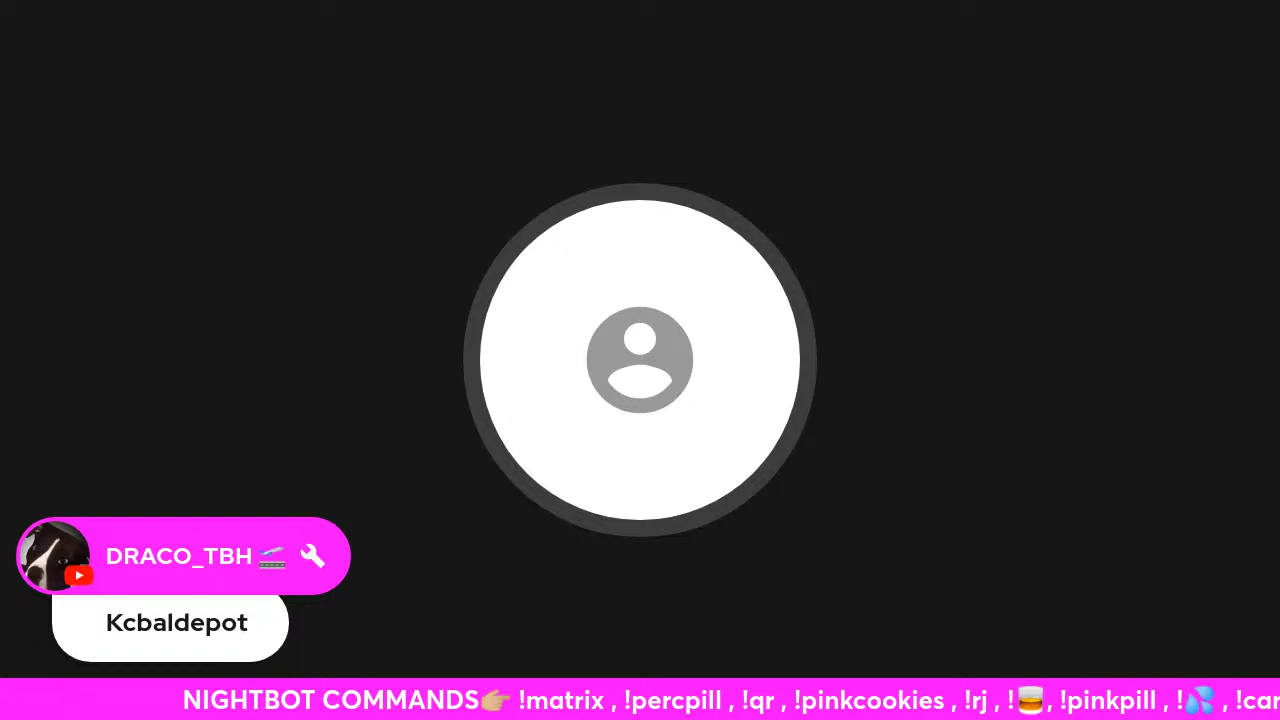 DRACO_TBH 🛫
Kcbaldepot
NIGHTBOT COMMANDS👉🏼 !matrix , !percpill , !qr , !pinkcookies , !rj , !🥃 , !pinkpill , !💦 , !car